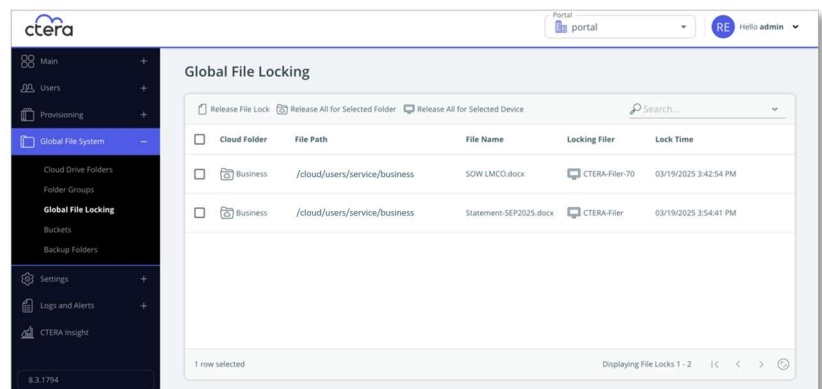 ctera
Portal
portal
RE Hello admin
Main
Users
Provisioning
Global File System
Cloud Drive Folders
Folder Groups
Global File Locking
Buckets
Backup Folders
Settings
Logs and Alerts
CTERA Insight
8.3.1794
Global File Locking
Release File Lock Release All for Selected Folder Release All for Selected Device Search...
Cloud Folder File Path File Name Locking Filer Lock Time
Business /cloud/users/service/business SOW LMCO.docx CTERA-Filer-70 03/19/2025 3:42:54 PM
Business /cloud/users/service/business Statement-SEP2025.docx CTERA-Filer 03/19/2025 3:54:41 PM
1 row selected Displaying File Locks 1 - 2